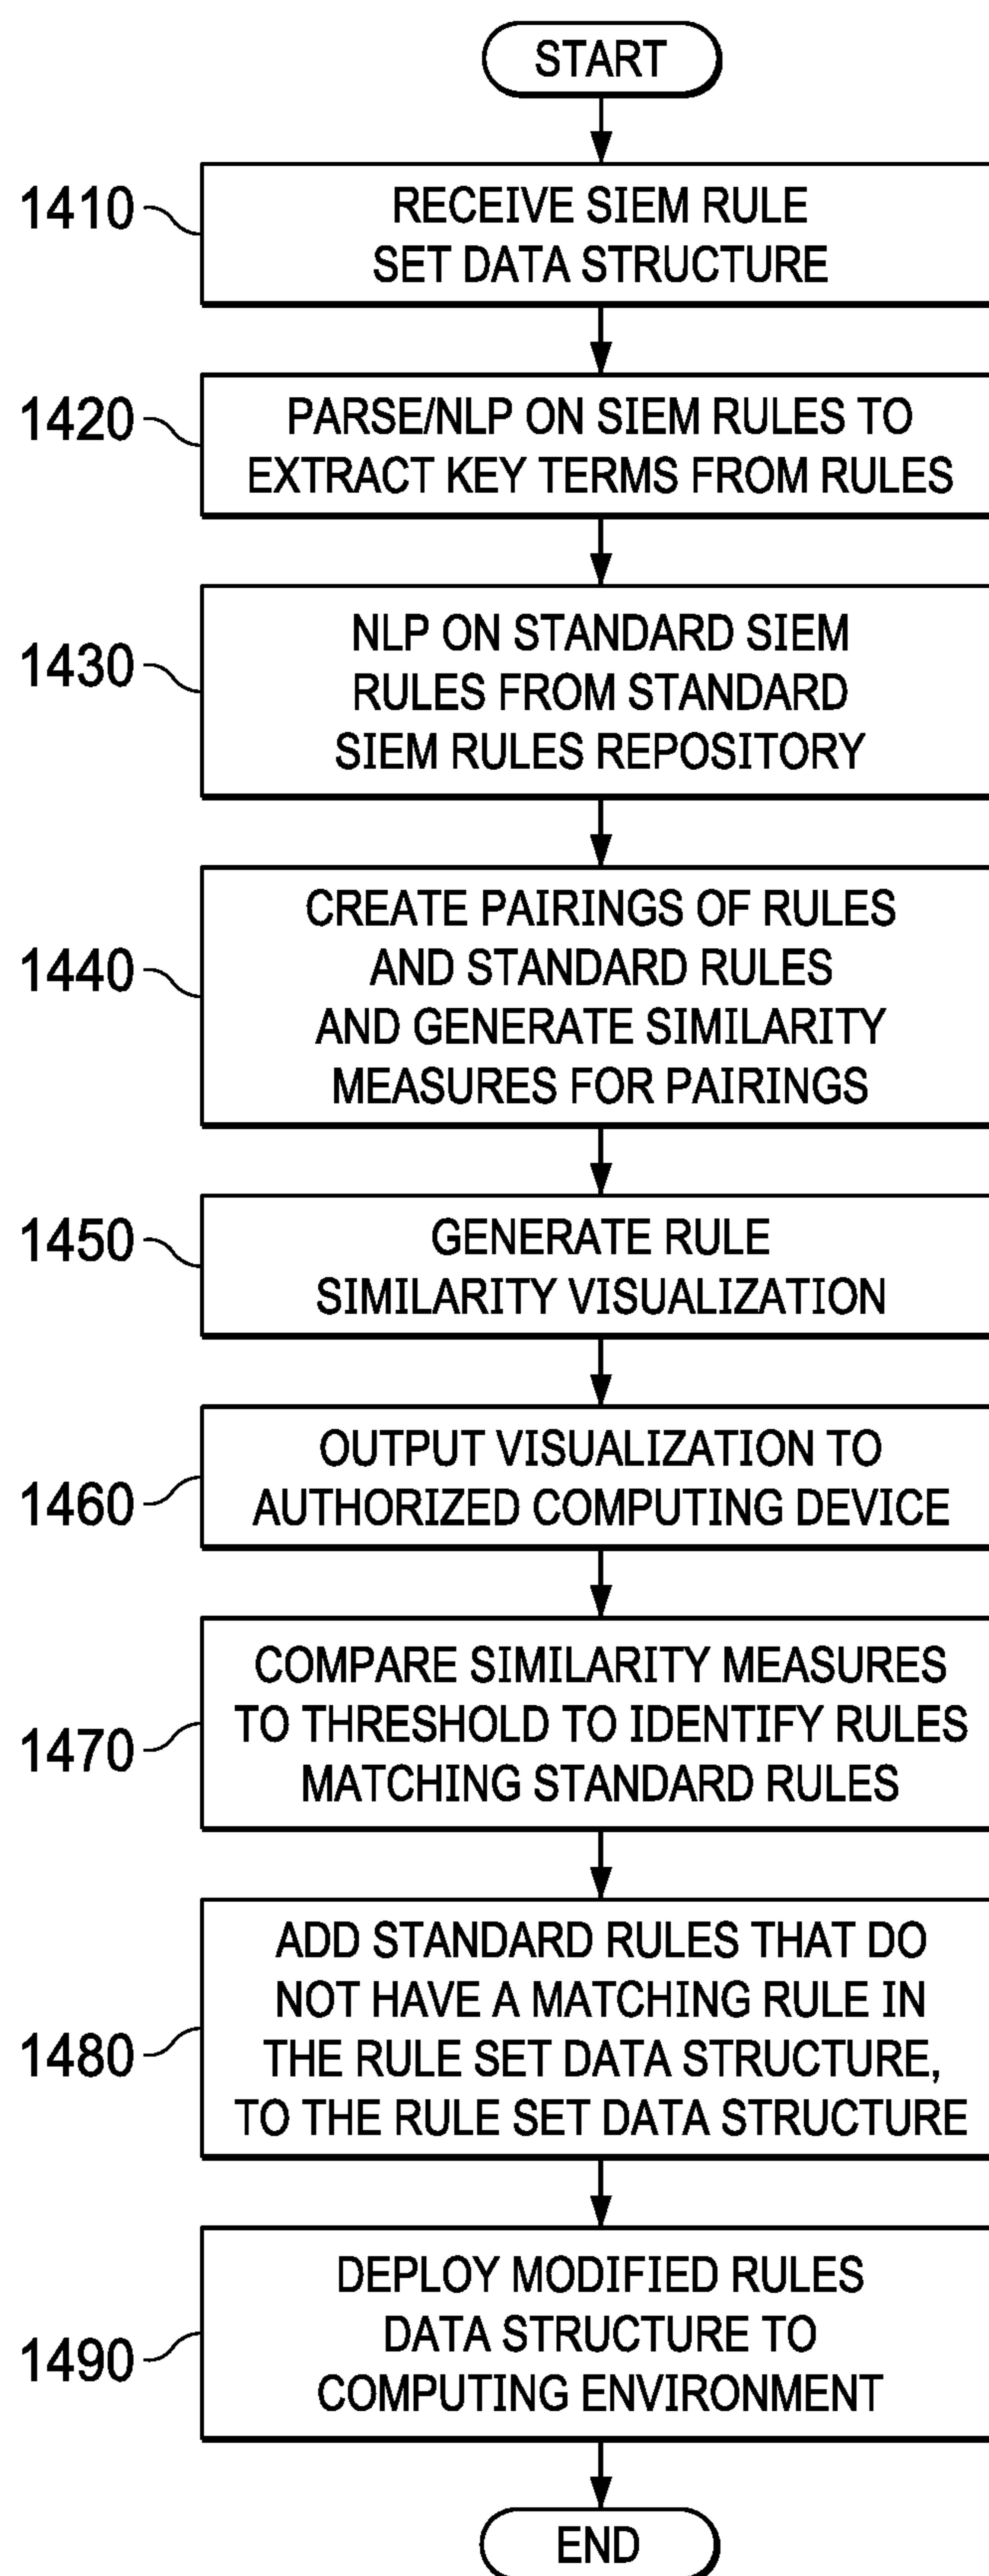 START
1410
RECEIVE SIEM RULE
SET DATA STRUCTURE
1420
PARSE/NLP ON SIEM RULES TO
EXTRACT KEY TERMS FROM RULES
1430
NLP ON STANDARD SIEM
RULES FROM STANDARD
SIEM RULES REPOSITORY
1440
CREATE PAIRINGS OF RULES
AND STANDARD RULES
AND GENERATE SIMILARITY
MEASURES FOR PAIRINGS
1450
GENERATE RULE
SIMILARITY VISUALIZATION
1460
OUTPUT VISUALIZATION TO
AUTHORIZED COMPUTING DEVICE
1470
COMPARE SIMILARITY MEASURES
TO THRESHOLD TO IDENTIFY RULES
MATCHING STANDARD RULES
1480
ADD STANDARD RULES THAT DO
NOT HAVE A MATCHING RULE IN
THE RULE SET DATA STRUCTURE,
TO THE RULE SET DATA STRUCTURE
1490
DEPLOY MODIFIED RULES
DATA STRUCTURE TO
COMPUTING ENVIRONMENT
END